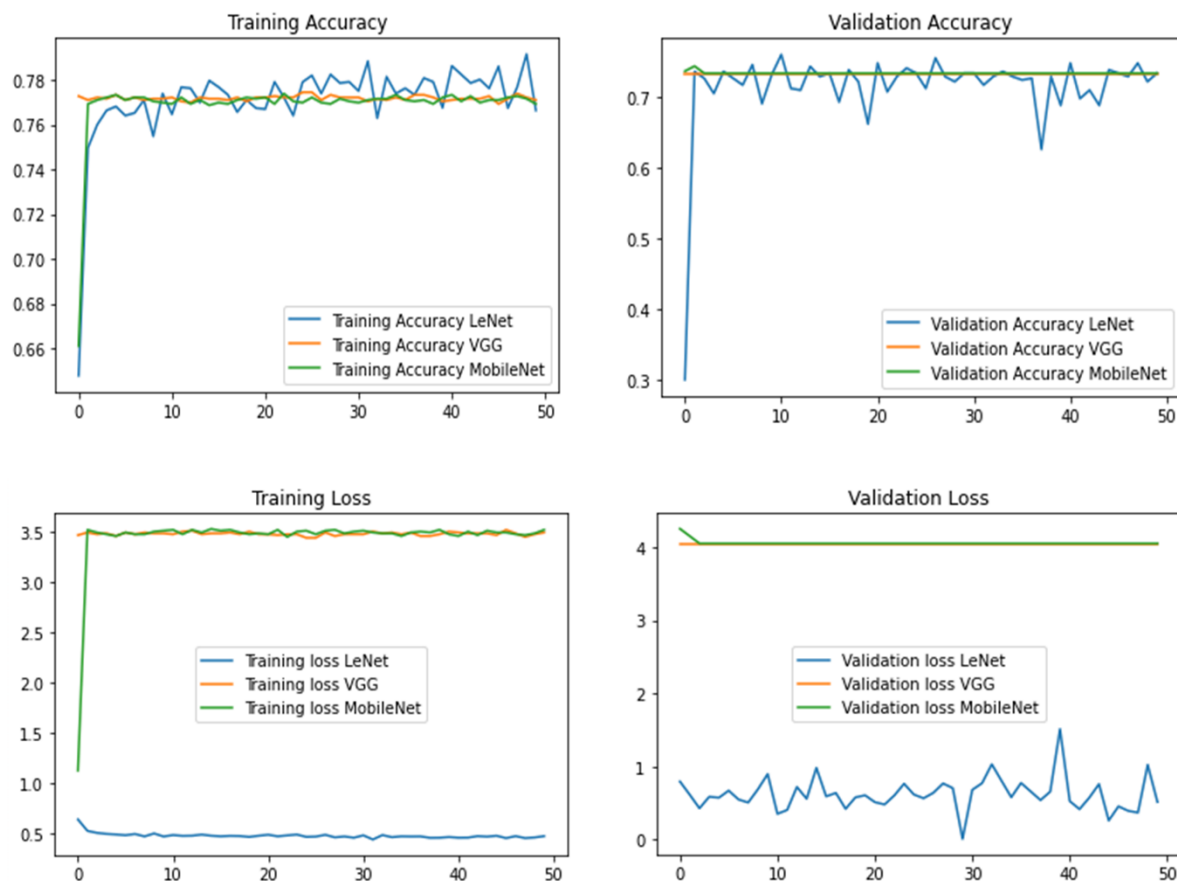 Training Accuracy
0.78
0.76
0.74
0.72
0.70
0.68
0.66
Training Accuracy LeNet
Training Accuracy VGG
Training Accuracy MobileNet
0 10 20 30 40 50
Validation Accuracy
0.7
0.6
0.5
0.4
0.3
Validation Accuracy LeNet
Validation Accuracy VGG
Validation Accuracy MobileNet
0 10 20 30 40 50
Training Loss
3.5
3.0
2.5
2.0
1.5
1.0
0.5
Training loss LeNet
Training loss VGG
Training loss MobileNet
0 10 20 30 40 50
Validation Loss
4
3
2
1
0
Validation loss LeNet
Validation loss VGG
Validation loss MobileNet
0 10 20 30 40 50